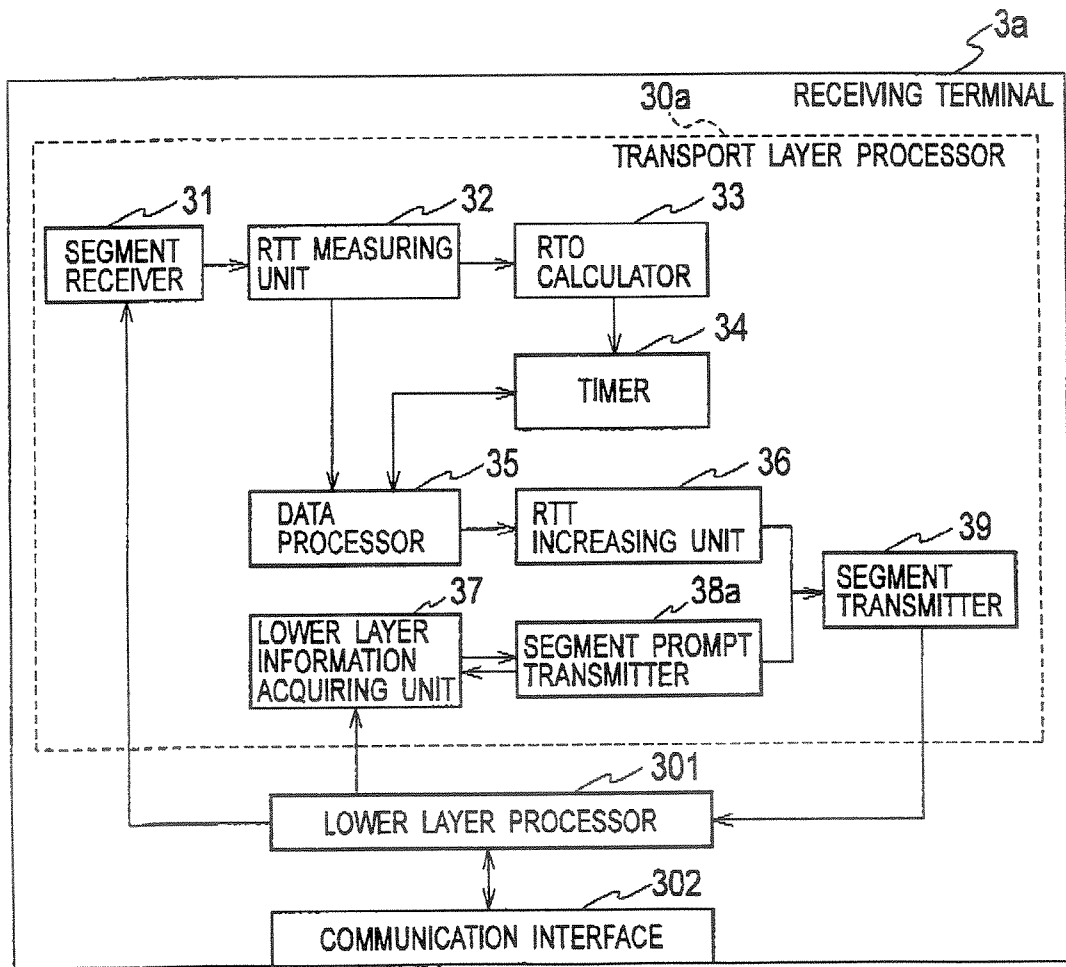 3a
RECEIVING TERMINAL
30a
TRANSPORT LAYER PROCESSOR
31
32
33
SEGMENT
RECEIVER
RTT MEASURING
UNIT
RTO
CALCULATOR
34
TIMER
35
36
DATA
PROCESSOR
RTT
INCREASING UNIT
39
SEGMENT
TRANSMITTER
37
38a
LOWER LAYER
INFORMATION
ACQUIRING UNIT
SEGMENT PROMPT
TRANSMITTER
301
LOWER LAYER PROCESSOR
302
COMMUNICATION INTERFACE